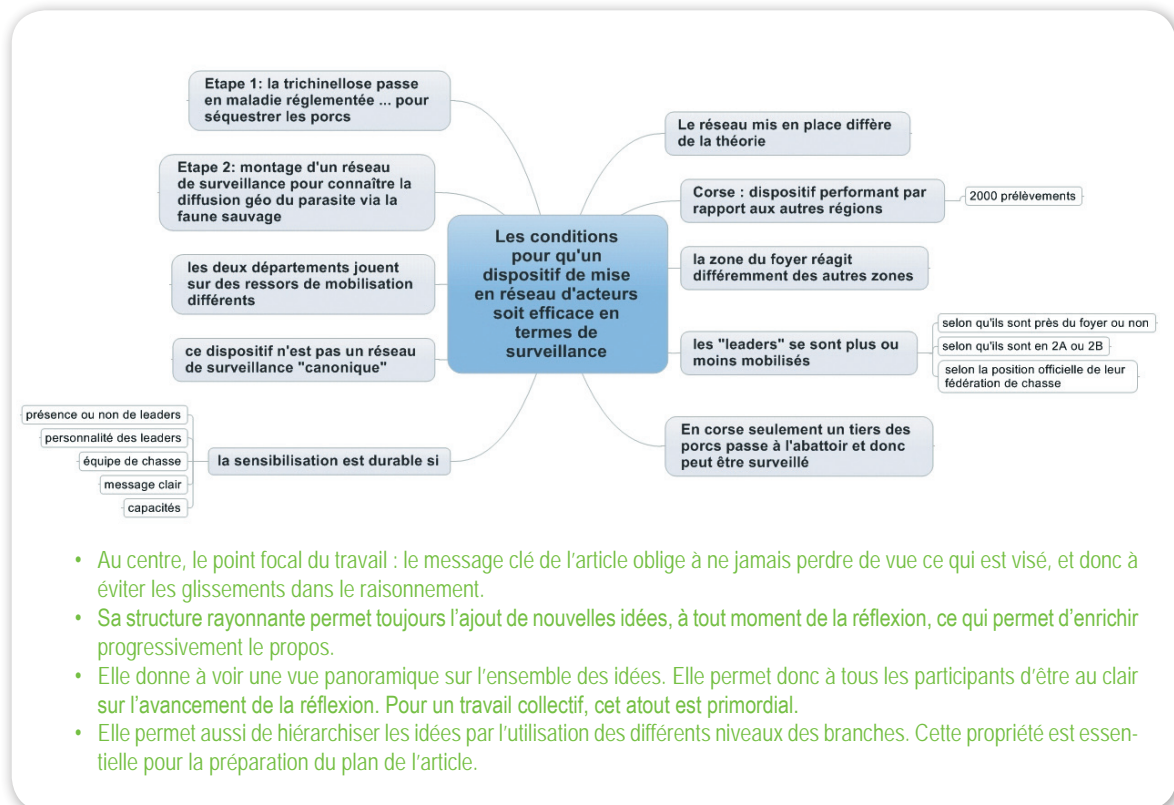 Etape 1: la trichinellose passe
en maladie réglementée ... pour
séquestrer les porcs
Etape 2: montage d'un réseau
de surveillance pour connaître la
diffusion géo du parasite via la
faune sauvage
les deux départements jouent
sur des ressors de mobilisation
différents
ce dispositif n'est pas un réseau
de surveillance "canonique"
la sensibilisation est durable si
présence ou non de leaders
personnalité des leaders
équipe de chasse
message clair
capacités
Les conditions
pour qu'un
dispositif de mise
en réseau d'acteurs
soit efficace en
termes de
surveillance
Le réseau mis en place diffère
de la théorie
Corse : dispositif performant par
rapport aux autres régions
2000 prélèvements
la zone du foyer réagit
différemment des autres zones
les "leaders" se sont plus ou
moins mobilisés
selon qu'ils sont près du foyer ou non
selon qu'ils sont en 2A ou 2B
selon la position officielle de leur
fédération de chasse
En corse seulement un tiers des
porcs passe à l'abattoir et donc
peut être surveillé
• Au centre, le point focal du travail : le message clé de l'article oblige à ne jamais perdre de vue ce qui est visé, et donc à
éviter les glissements dans le raisonnement.
• Sa structure rayonnante permet toujours l'ajout de nouvelles idées, à tout moment de la réflexion, ce qui permet d'enrichir
progressivement le propos.
• Elle donne à voir une vue panoramique sur l'ensemble des idées. Elle permet donc à tous les participants d'être au clair
sur l'avancement de la réflexion. Pour un travail collectif, cet atout est primordial.
• Elle permet aussi de hiérarchiser les idées par l'utilisation des différents niveaux des branches. Cette propriété est essen-
tielle pour la préparation du plan de l'article.